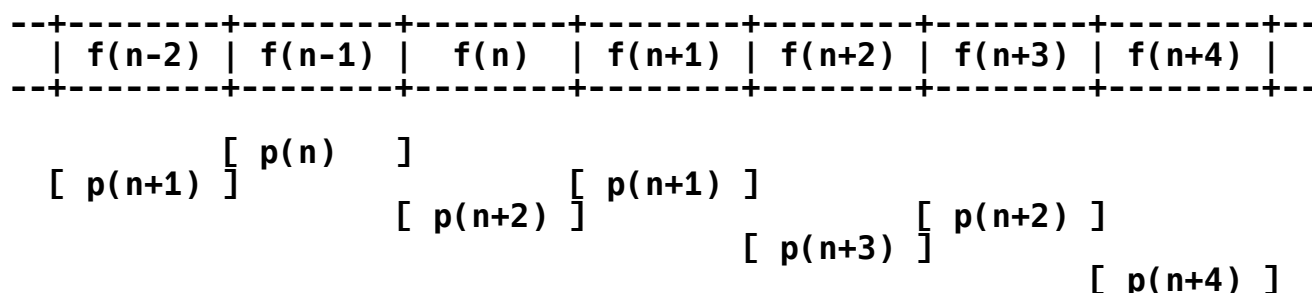 --+--------+--------+--------+--------+--------+--------+--------+--
  | f(n-2) | f(n-1) |  f(n)  | f(n+1) | f(n+2) | f(n+3) | f(n+4) |
--+--------+--------+--------+--------+--------+--------+--------+--
[ p(n)   ]
[ p(n+1) ]        [ p(n+1) ]
[ p(n+2) ]        [ p(n+2) ]
[ p(n+3) ]
[ p(n+4) ]